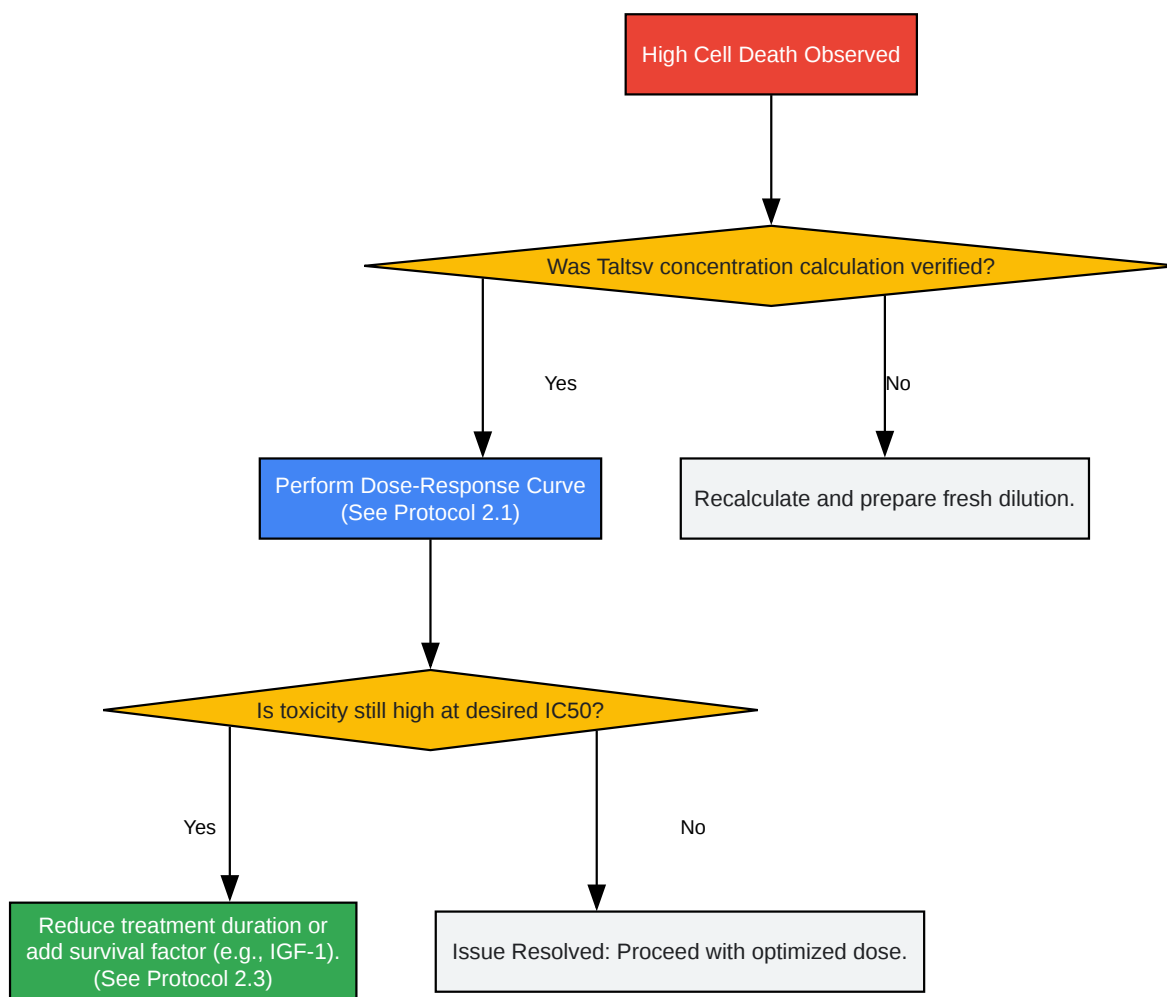 High Cell Death Observed
Was Taltsv concentration calculation verified?
Yes
No
Perform Dose-Response Curve
(See Protocol 2.1)
Recalculate and prepare fresh dilution.
Is toxicity still high at desired IC50?
Yes
No
Reduce treatment duration or
add survival factor (e.g., IGF-1).
(See Protocol 2.3)
Issue Resolved: Proceed with optimized dose.